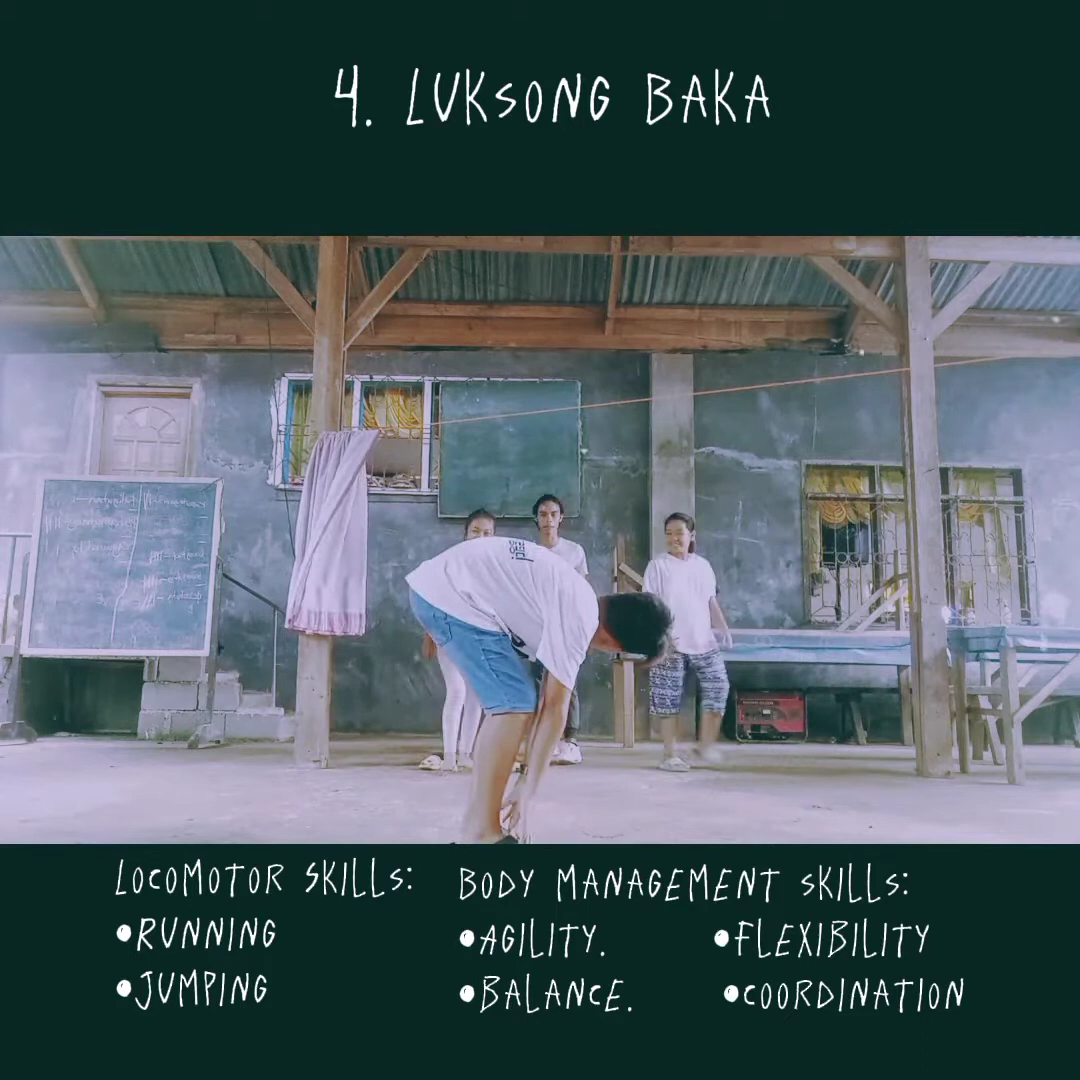 4. LUKSONG BAKA
LOCOMOTOR SKILLS:
•RUNNING
•JUMPING
BODY MANAGEMENT SKILLS:
•AGILITY. •FLEXIBILITY
•BALANCE. •COORDINATION